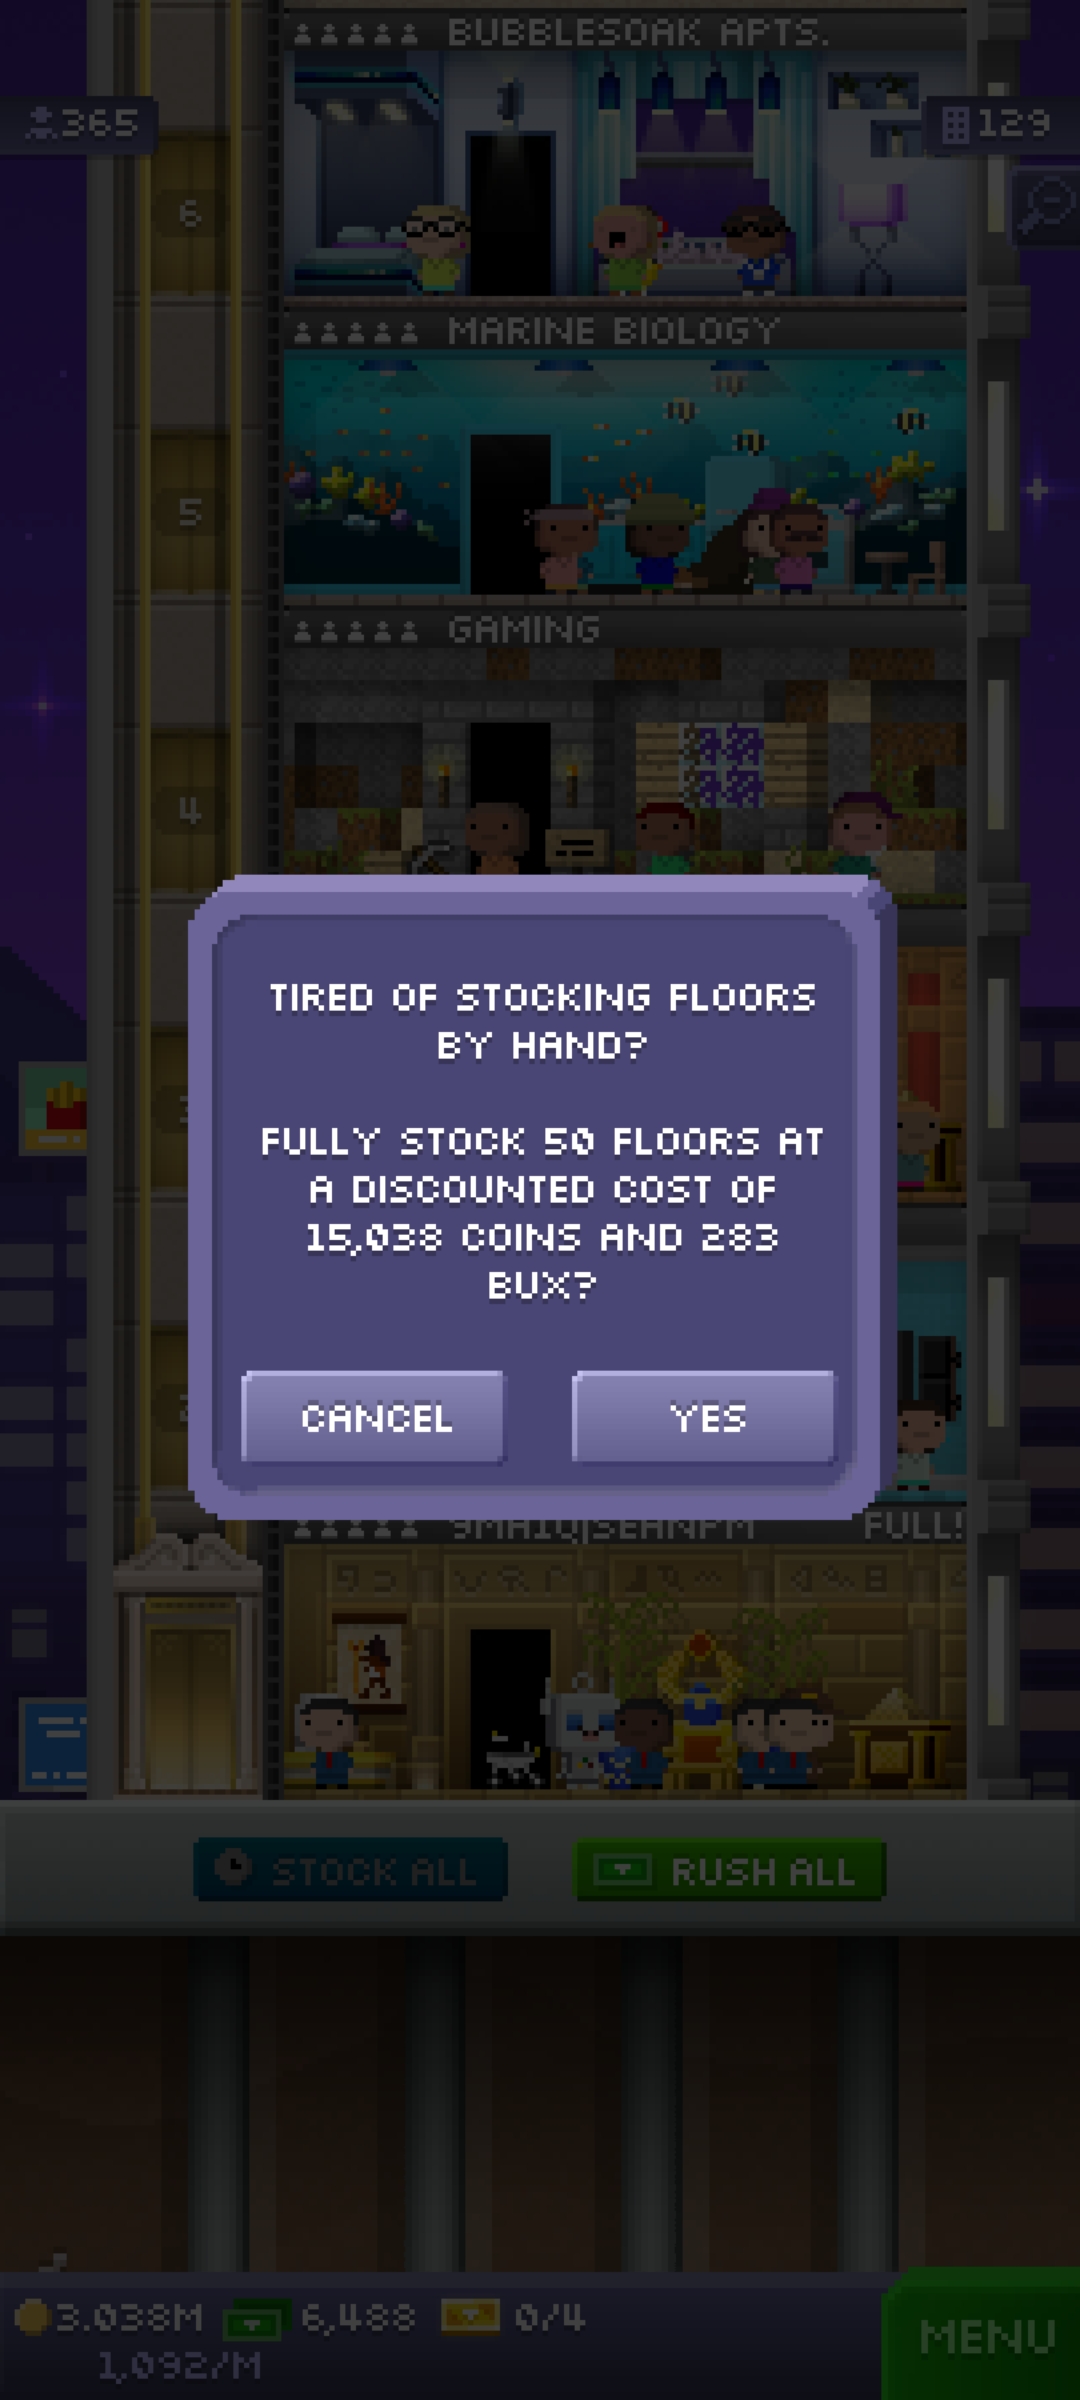 BUBBLESOAK APTS.
365
129
6
MARINE BIOLOGY
5
GAMING
4
TIRED OF STOCKING FLOORS
BY HAND?
FULLY STOCK 50 FLOORS AT
A DISCOUNTED COST OF
15,038 COINS AND 283
BUX?
CANCEL
YES
FULL!
STOCK ALL
RUSH ALL
3.038M
6,488
0/4
1,092/M
MENU